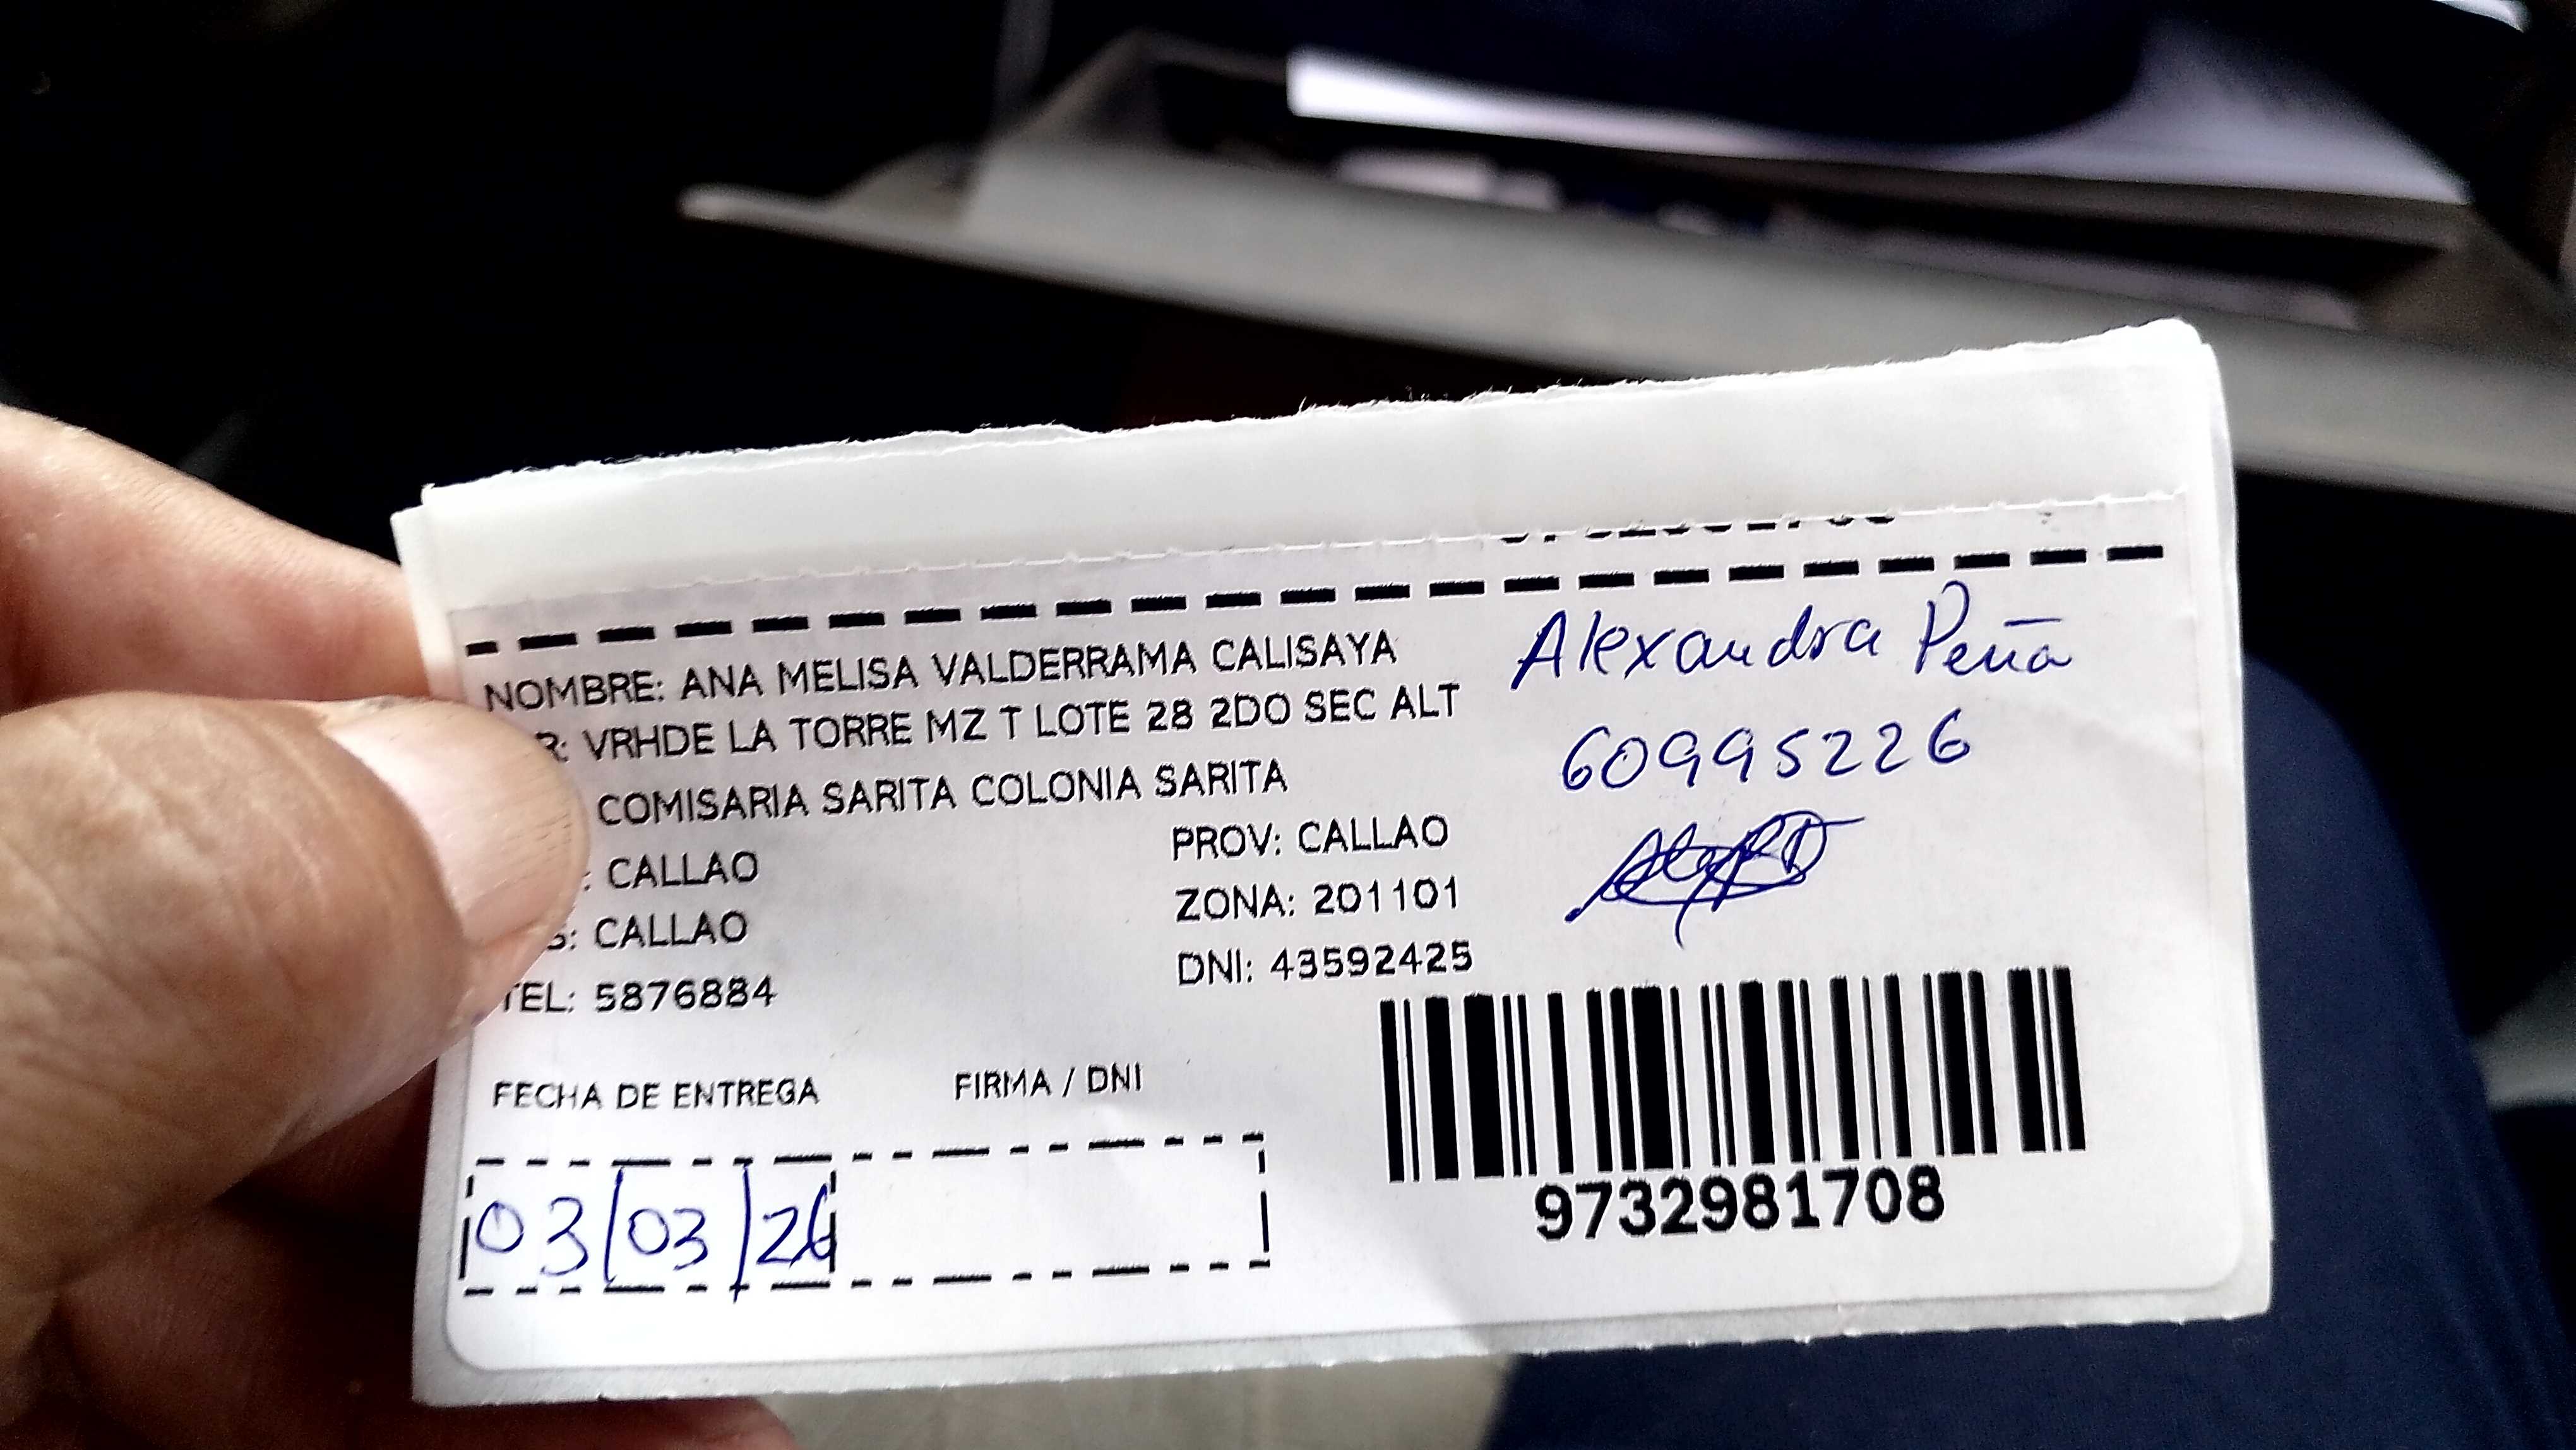 NOMBRE: ANA MELISA VALDERRAMA CALISAYA
R: VRHDE LA TORRE MZ T LOTE 28 2DO SEC ALT
COMISARIA SARITA COLONIA SARITA
: CALLAO
PROV: CALLAO
S: CALLAO
ZONA: 201101
TEL: 5876884
DNI: 43592425
Alexandra Peña
60995226
FECHA DE ENTREGA
FIRMA / DNI
03/03/26
9732981708